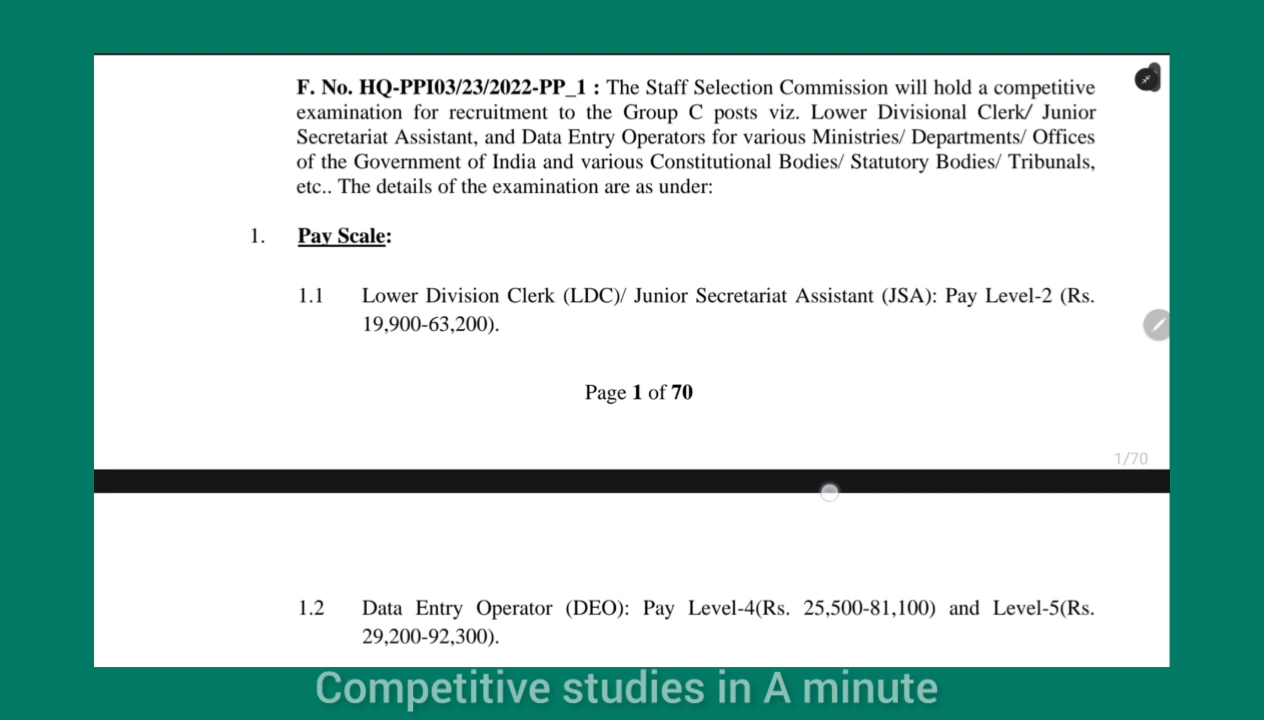 F. No. HQ-PPI03/23/2022-PP_1 : The Staff Selection Commission will hold a competitive
examination for recruitment to the Group C posts viz. Lower Divisional Clerk/ Junior
Secretariat Assistant, and Data Entry Operators for various Ministries/ Departments/ Offices
of the Government of India and various Constitutional Bodies/ Statutory Bodies/ Tribunals,
etc.. The details of the examination are as under:
1. Pay Scale:
1.1 Lower Division Clerk (LDC)/ Junior Secretariat Assistant (JSA): Pay Level-2 (Rs.
19,900-63,200).
Page 1 of 70
1/70
1.2 Data Entry Operator (DEO): Pay Level-4(Rs. 25,500-81,100) and Level-5(Rs.
29,200-92,300).
Competitive studies in A minute